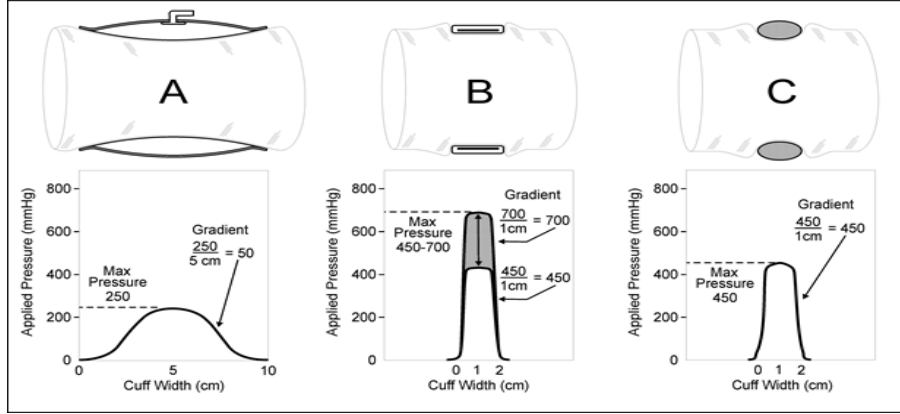 A
B
C
Applied Pressure (mmHg)
800
600
400
200
0
Gradient
250
5 cm
= 50
Max
Pressure
250
0
5
10
Cuff Width (cm)
Applied Pressure (mmHg)
800
600
400
200
0
Max
Pressure
450-700
Gradient
700
1cm
= 700
450
1cm
= 450
0
1
2
Cuff Width (cm)
Applied Pressure (mmHg)
800
600
400
200
0
Gradient
450
1cm
= 450
Max
Pressure
450
0
1
2
Cuff Width (cm)